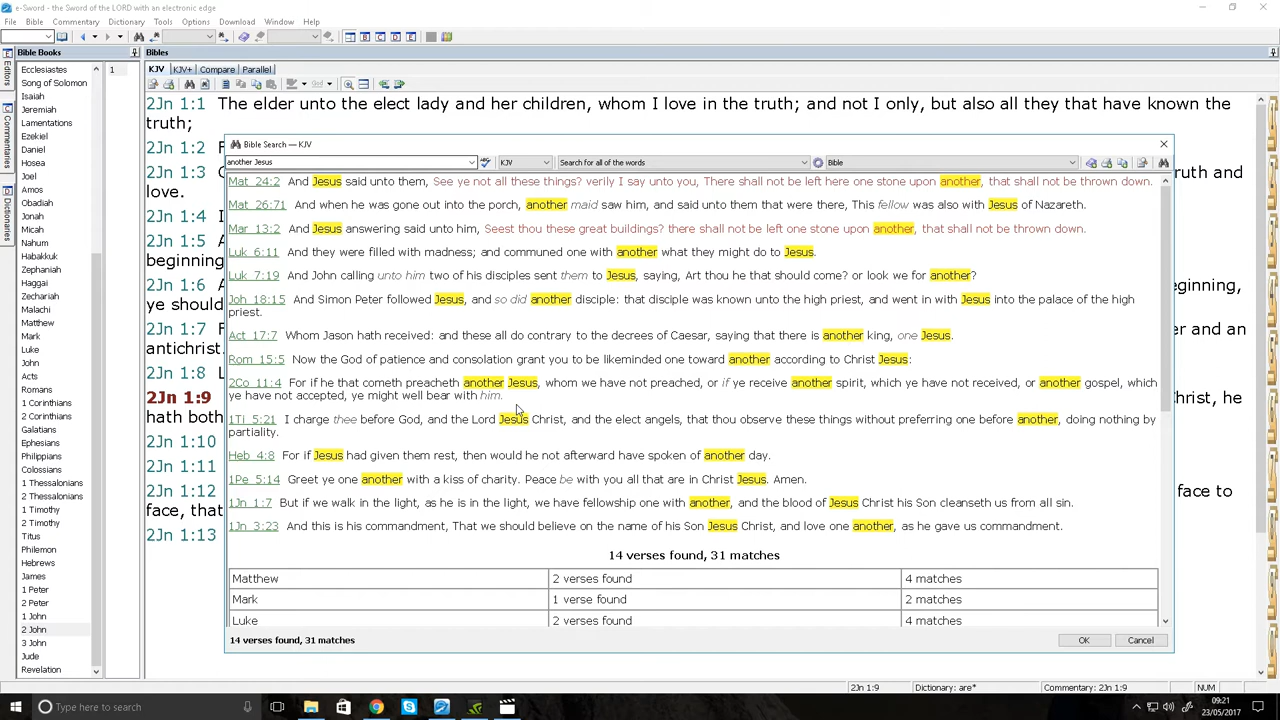 e-Sword - the Sword of the LORD with an electronic edge
File Bible Commentary Dictionary Tools Options Download Window Help
Bible Books
Bibles
Editors
Commentaries
Dictionaries
Ecclesiastes
Song of Solomon
Isaiah
Jeremiah
Lamentations
Ezekiel
Daniel
Hosea
Joel
Amos
Obadiah
Jonah
Micah
Nahum
Habakkuk
Zephaniah
Haggai
Zechariah
Malachi
Matthew
Mark
Luke
John
Acts
Romans
1 Corinthians
2 Corinthians
Galatians
Ephesians
Philippians
Colossians
1 Thessalonians
2 Thessalonians
1 Timothy
2 Timothy
Titus
Philemon
Hebrews
James
1 Peter
2 Peter
1 John
2 John
3 John
Jude
Revelation
1
KJV KJV+ Compare Parallel
2Jn 1:1 The elder unto the elect lady and her children, whom I love in the truth; and not I only, but also all they that have known the
truth;
2Jn 1:2 F
2Jn 1:3 G ruth and
love.
2Jn 1:4 I
2Jn 1:5 A
beginning
2Jn 1:6 A ginning,
ye should
2Jn 1:7 F er and an
antichrist.
2Jn 1:8 L
2Jn 1:9 Christ, he
hath both
2Jn 1:10
2Jn 1:11
2Jn 1:12 face to
face, that
2Jn 1:13
Bible Search — KJV
another Jesus KJV Search for all of the words Bible
Mat 24:2 And Jesus said unto them, See ye not all these things? verily I say unto you, There shall not be left here one stone upon another, that shall not be thrown down.
Mat 26:71 And when he was gone out into the porch, another maid saw him, and said unto them that were there, This fellow was also with Jesus of Nazareth.
Mar 13:2 And Jesus answering said unto him, Seest thou these great buildings? there shall not be left one stone upon another, that shall not be thrown down.
Luk 6:11 And they were filled with madness; and communed one with another what they might do to Jesus.
Luk 7:19 And John calling unto him two of his disciples sent them to Jesus, saying, Art thou he that should come? or look we for another?
Joh 18:15 And Simon Peter followed Jesus, and so did another disciple: that disciple was known unto the high priest, and went in with Jesus into the palace of the high
priest.
Act 17:7 Whom Jason hath received: and these all do contrary to the decrees of Caesar, saying that there is another king, one Jesus.
Rom 15:5 Now the God of patience and consolation grant you to be likeminded one toward another according to Christ Jesus:
2Co 11:4 For if he that cometh preacheth another Jesus, whom we have not preached, or if ye receive another spirit, which ye have not received, or another gospel, which
ye have not accepted, ye might well bear with him.
1Ti 5:21 I charge thee before God, and the Lord Jesus Christ, and the elect angels, that thou observe these things without preferring one before another, doing nothing by
partiality.
Heb 4:8 For if Jesus had given them rest, then would he not afterward have spoken of another day.
1Pe 5:14 Greet ye one another with a kiss of charity. Peace be with you all that are in Christ Jesus. Amen.
1Jn 1:7 But if we walk in the light, as he is in the light, we have fellowship one with another, and the blood of Jesus Christ his Son cleanseth us from all sin.
1Jn 3:23 And this is his commandment, That we should believe on the name of his Son Jesus Christ, and love one another, as he gave us commandment.
14 verses found, 31 matches
Matthew 2 verses found 4 matches
Mark 1 verse found 2 matches
Luke 2 verses found 4 matches
14 verses found, 31 matches OK Cancel
2Jn 1:9 Dictionary: are* Commentary: 2Jn 1:9 NUM
Type here to search
09:21
23/05/2017